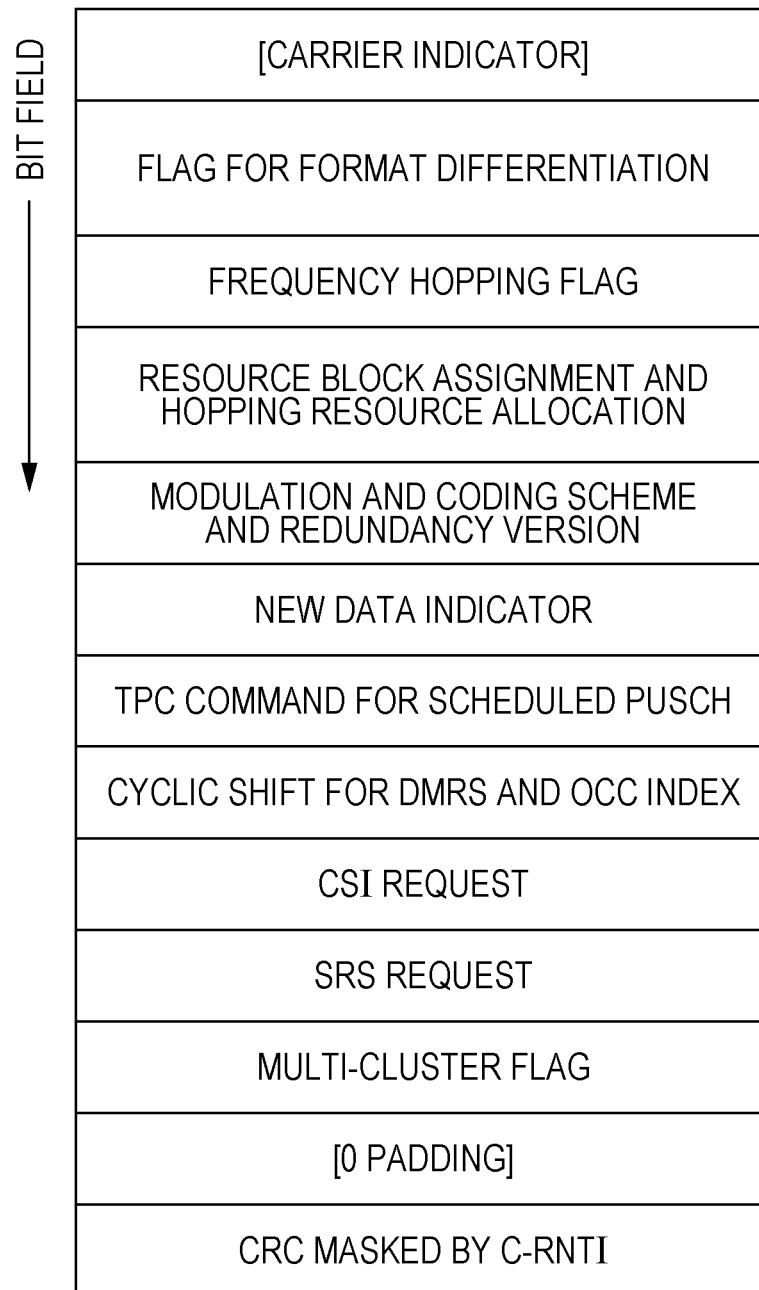 BIT FIELD
[CARRIER INDICATOR]
FLAG FOR FORMAT DIFFERENTIATION
FREQUENCY HOPPING FLAG
RESOURCE BLOCK ASSIGNMENT AND
HOPPING RESOURCE ALLOCATION
MODULATION AND CODING SCHEME
AND REDUNDANCY VERSION
NEW DATA INDICATOR
TPC COMMAND FOR SCHEDULED PUSCH
CYCLIC SHIFT FOR DMRS AND OCC INDEX
CSI REQUEST
SRS REQUEST
MULTI-CLUSTER FLAG
[0 PADDING]
CRC MASKED BY C-RNTI